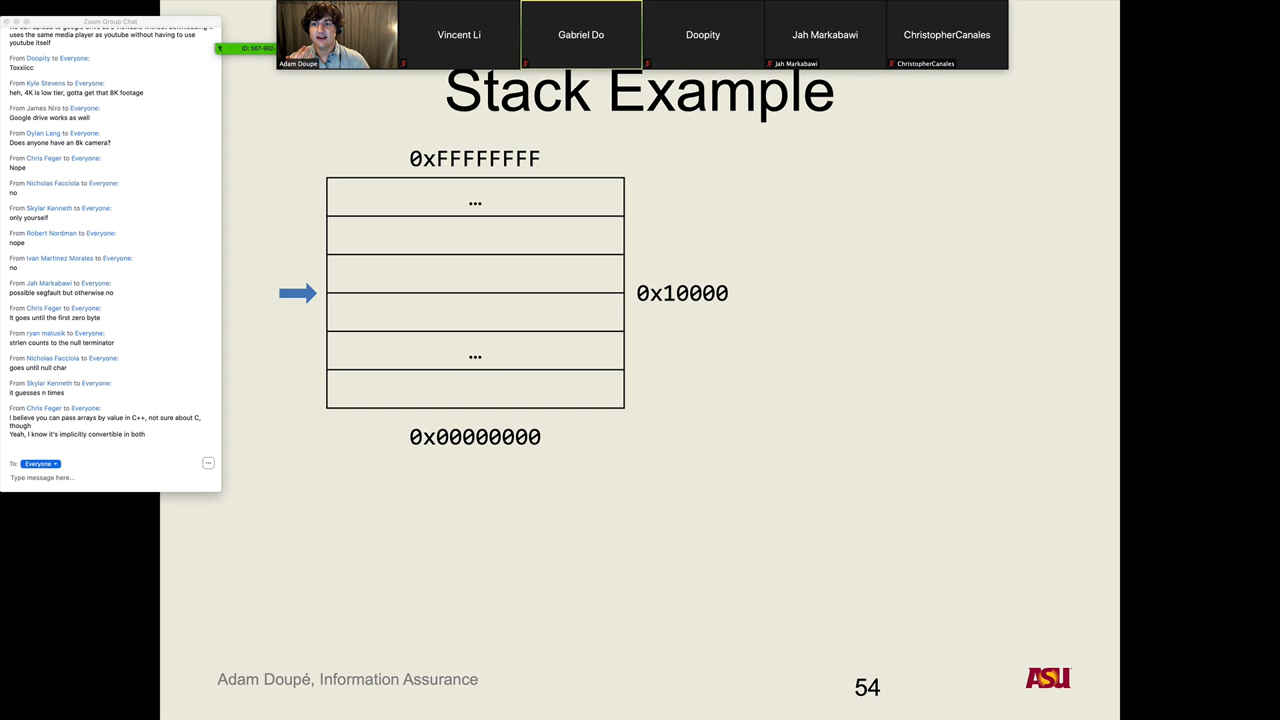 Zoom Group Chat
uses the same media player as youtube without having to use
youtube itself
From Doopity to Everyone:
Toxxiicc
From Kyle Stevens to Everyone:
heh, 4K is low tier, gotta get that 8K footage
From James Niro to Everyone:
Google drive works as well
From Dylan Lang to Everyone:
Does anyone have an 8k camera?
From Chris Feger to Everyone:
Nope
From Nicholas Facciola to Everyone:
no
From Skylar Kenneth to Everyone:
only yourself
From Robert Nordman to Everyone:
nope
From Ivan Martinez Morales to Everyone:
no
From Jah Markabawi to Everyone:
possible segfault but otherwise no
From Chris Feger to Everyone:
it goes until the first zero byte
From ryan matusik to Everyone:
strlen counts to the null terminator
From Nicholas Facciola to Everyone:
goes until null char
From Skylar Kenneth to Everyone:
it guesses n times
From Chris Feger to Everyone:
I believe you can pass arrays by value in C++, not sure about C,
though
Yeah, I know it's implicitly convertible in both
To: Everyone
...
Type message here...
ID: 567-992-
Adam Doupe
Vincent Li
Gabriel Do
Doopity
Jah Markabawi
Jah Markabawi
ChristopherCanales
ChristopherCanales
Stack Example
0xFFFFFFFF
...
0x10000
...
0x00000000
Adam Doupé, Information Assurance
54
ASU